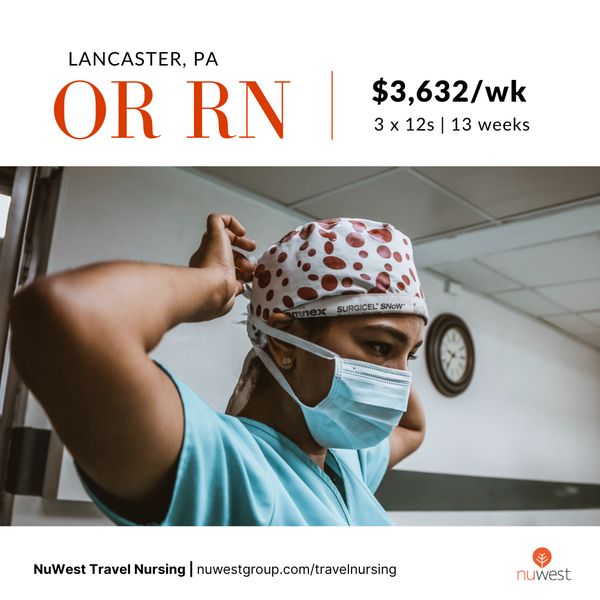 LANCASTER, PA
OR RN
$3,632/wk
3 x 12s | 13 weeks
mnex SURGICEL SNoW
NuWest Travel Nursing | nuwestgroup.com/travelnursing
nuwest